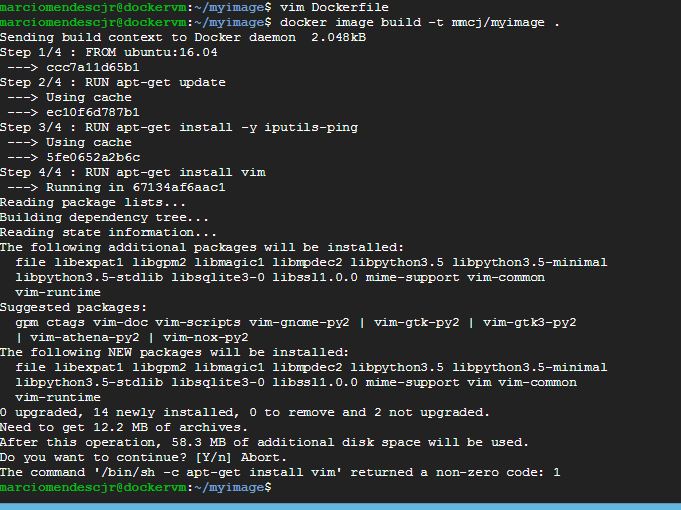 marciomendescjr@dockervm:~/myimage$ vim Dockerfile
marciomendescjr@dockervm:~/myimage$ docker image build -t mmcj/myimage .
Sending build context to Docker daemon  2.048kB
Step 1/4 : FROM ubuntu:16.04
 ---> ccc7a11d65b1
Step 2/4 : RUN apt-get update
 ---> Using cache
 ---> ec10f6d787b1
Step 3/4 : RUN apt-get install -y iputils-ping
 ---> Using cache
 ---> 5fe0652a2b6c
Step 4/4 : RUN apt-get install vim
 ---> Running in 67134af6aac1
Reading package lists...
Building dependency tree...
Reading state information...
The following additional packages will be installed:
  file libexpat1 libgpm2 libmagic1 libmpdec2 libpython3.5 libpython3.5-minimal
  libpython3.5-stdlib libsqlite3-0 libssl1.0.0 mime-support vim-common
  vim-runtime
Suggested packages:
  gpm ctags vim-doc vim-scripts vim-gnome-py2 | vim-gtk-py2 | vim-gtk3-py2
  | vim-athena-py2 | vim-nox-py2
The following NEW packages will be installed:
  file libexpat1 libgpm2 libmagic1 libmpdec2 libpython3.5 libpython3.5-minimal
  libpython3.5-stdlib libsqlite3-0 libssl1.0.0 mime-support vim vim-common
  vim-runtime
0 upgraded, 14 newly installed, 0 to remove and 2 not upgraded.
Need to get 12.2 MB of archives.
After this operation, 58.3 MB of additional disk space will be used.
Do you want to continue? [Y/n] Abort.
The command '/bin/sh -c apt-get install vim' returned a non-zero code: 1
marciomendescjr@dockervm:~/myimage$